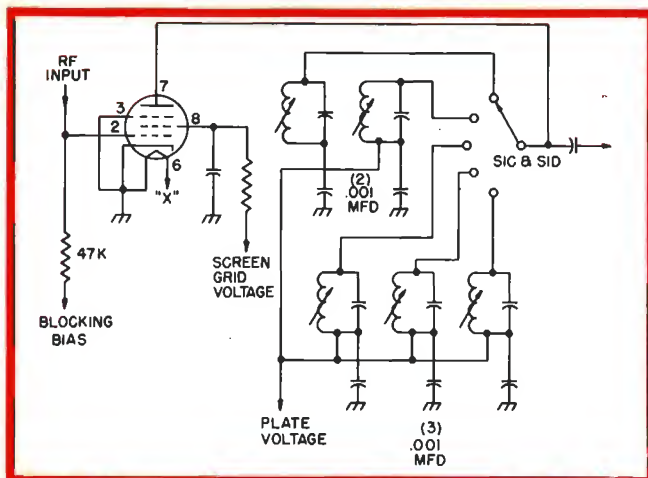 RF
INPUT
7
3
2
8
6
"X"
47K
BLOCKING
BIAS
SCREEN
GRID
VOLTAGE
(2)
.001
MFD
SIC & SID
PLATE
VOLTAGE
(3)
.001
MFD